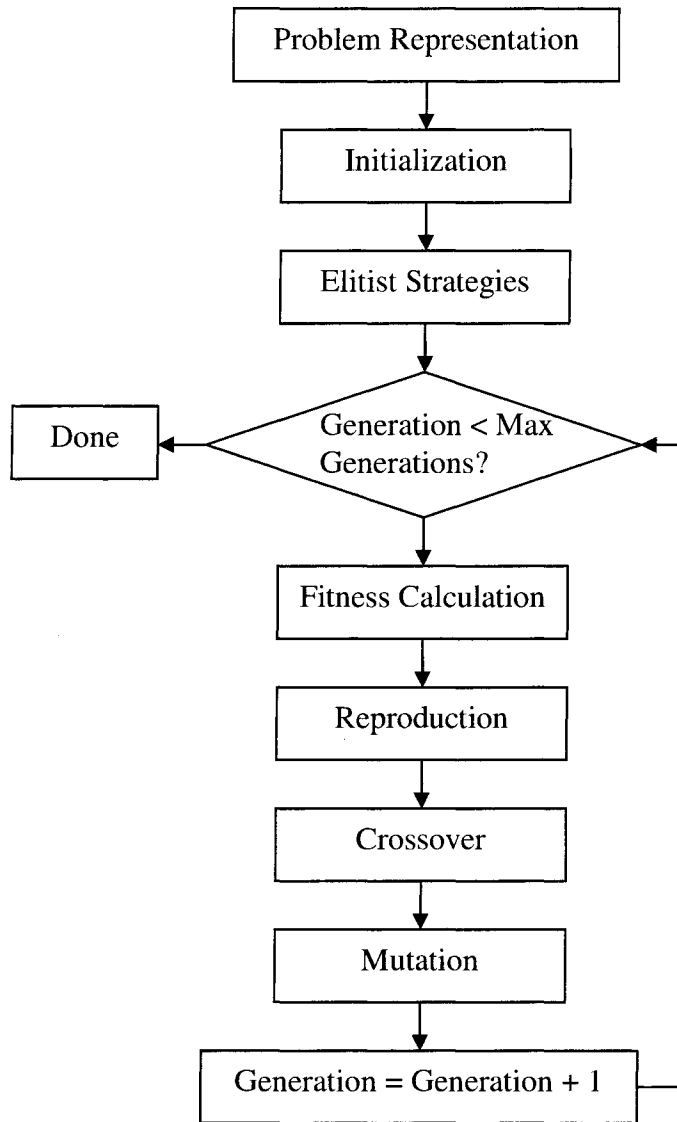 Problem Representation
Initialization
Elitist Strategies
Done
Generation < Max
Generations?
Fitness Calculation
Reproduction
Crossover
Mutation
Generation = Generation + 1